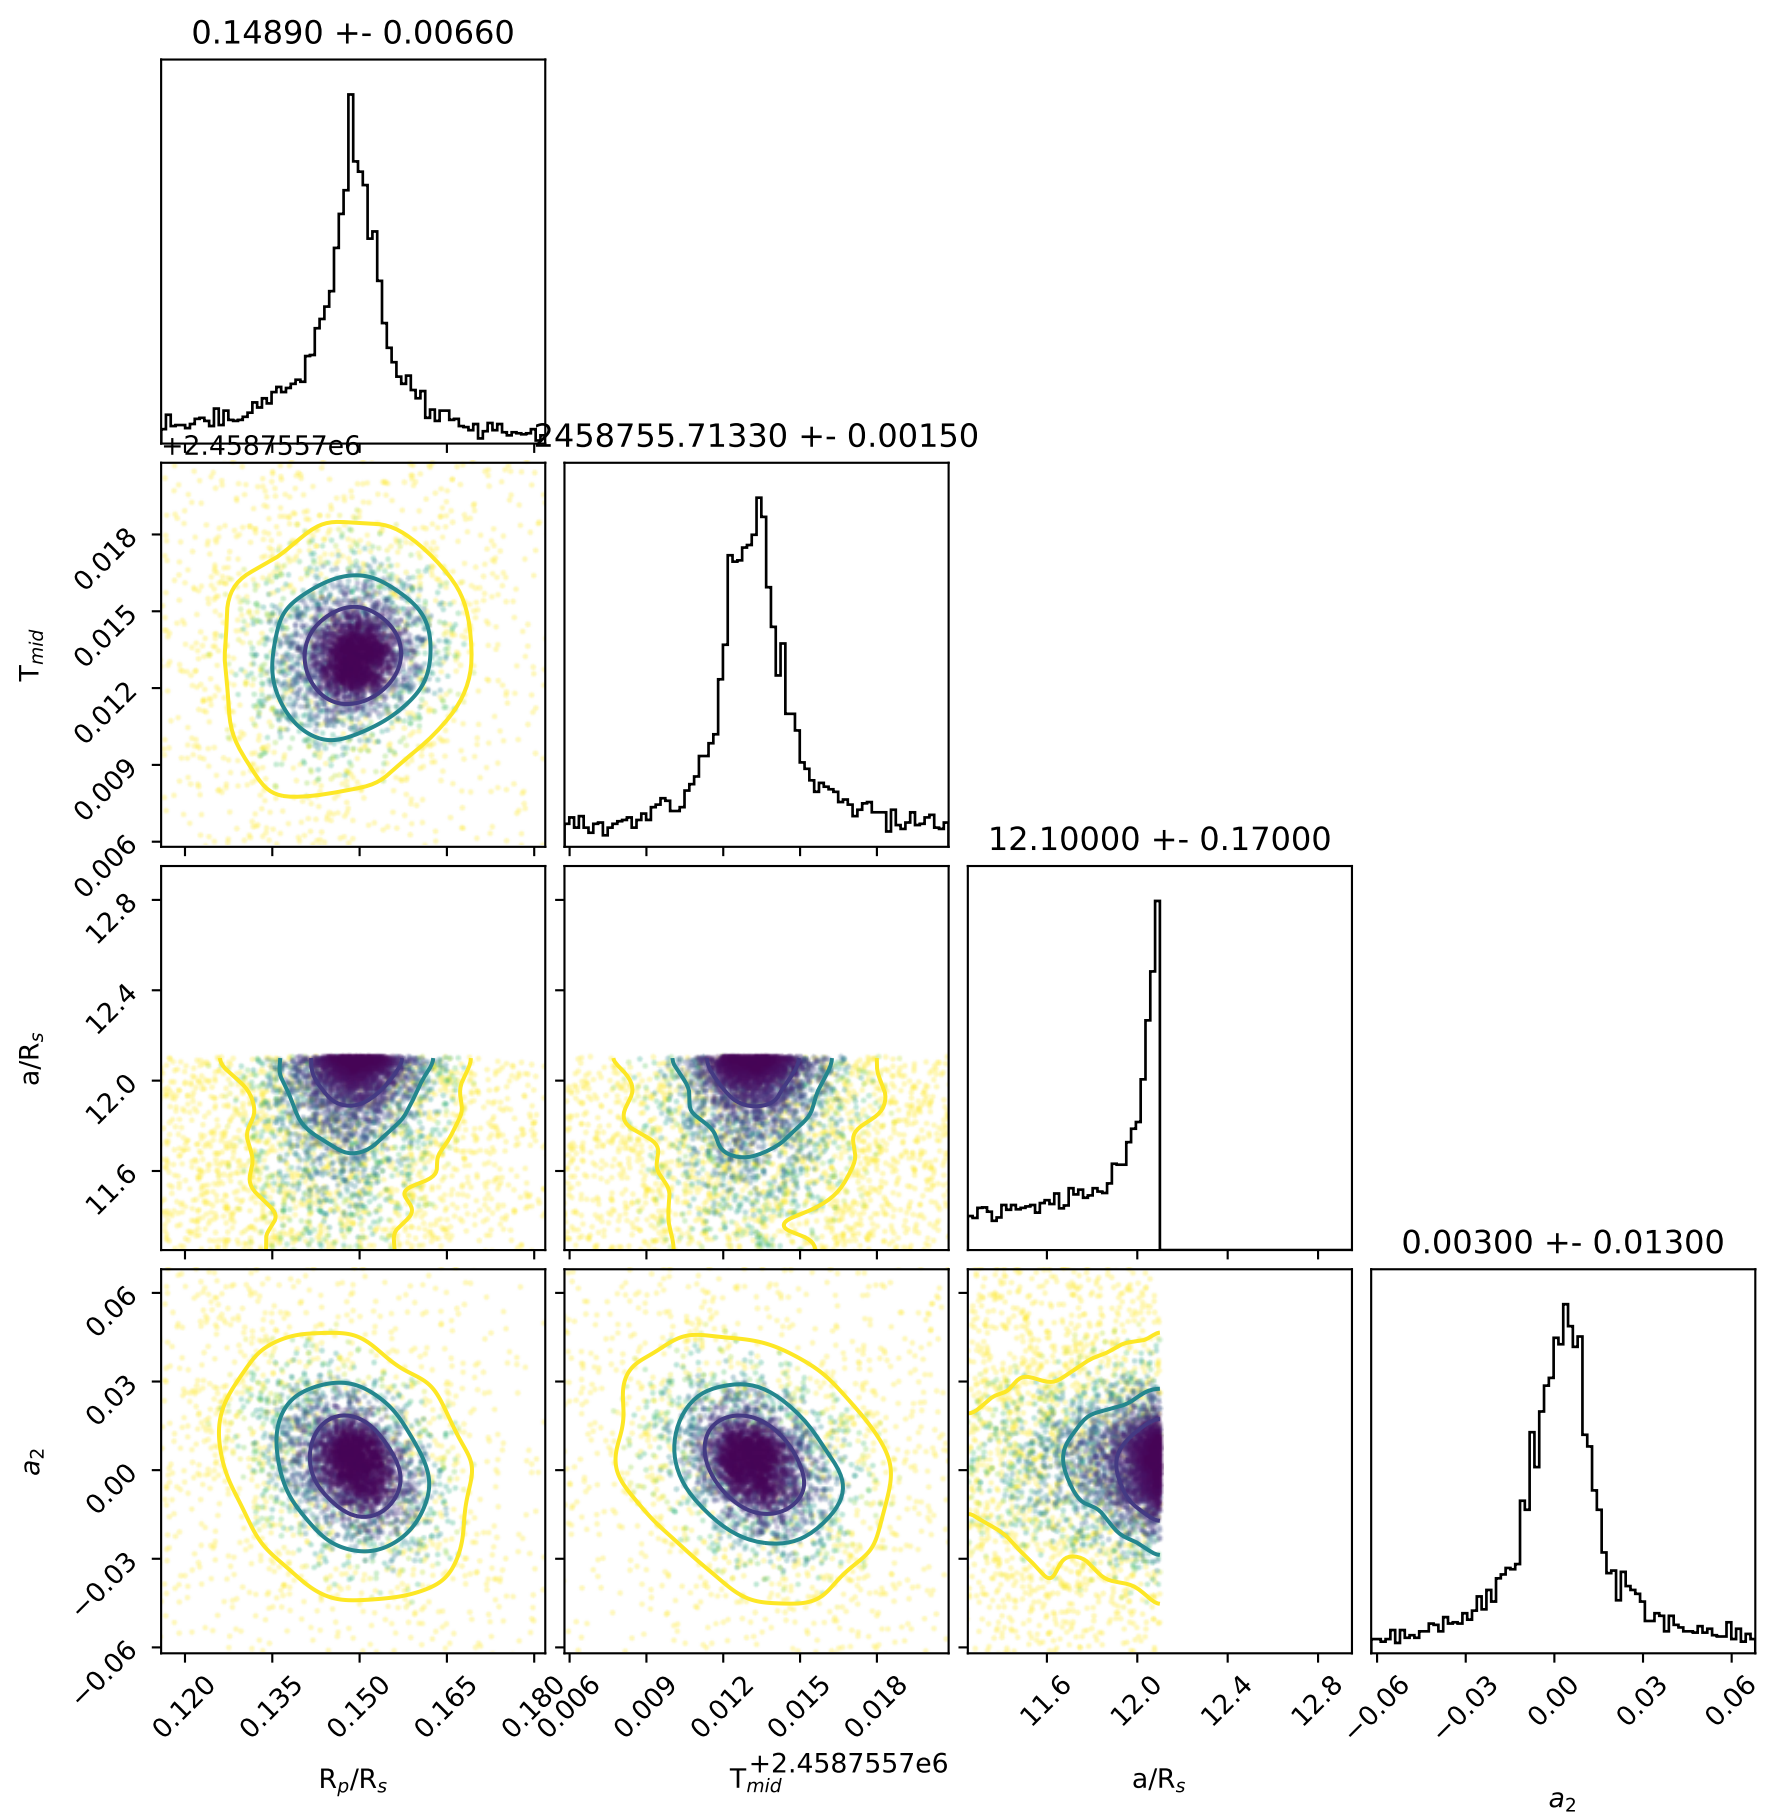 0.14890 +- 0.00660
+2.4587557e6
2458755.71330 +- 0.00150
T_mid
0.018
0.015
0.012
0.009
0.006
12.10000 +- 0.17000
a/R_s
12.8
12.4
12.0
11.6
0.00300 +- 0.01300
a_2
0.06
0.03
0.00
−0.03
−0.06
0.120 0.135 0.150 0.165 0.180
0.006 0.009 0.012 0.015 0.018
11.6 12.0 12.4 12.8
−0.06 −0.03 0.00 0.03 0.06
+2.4587557e6
R_p/R_s
T_mid
a/R_s
a_2